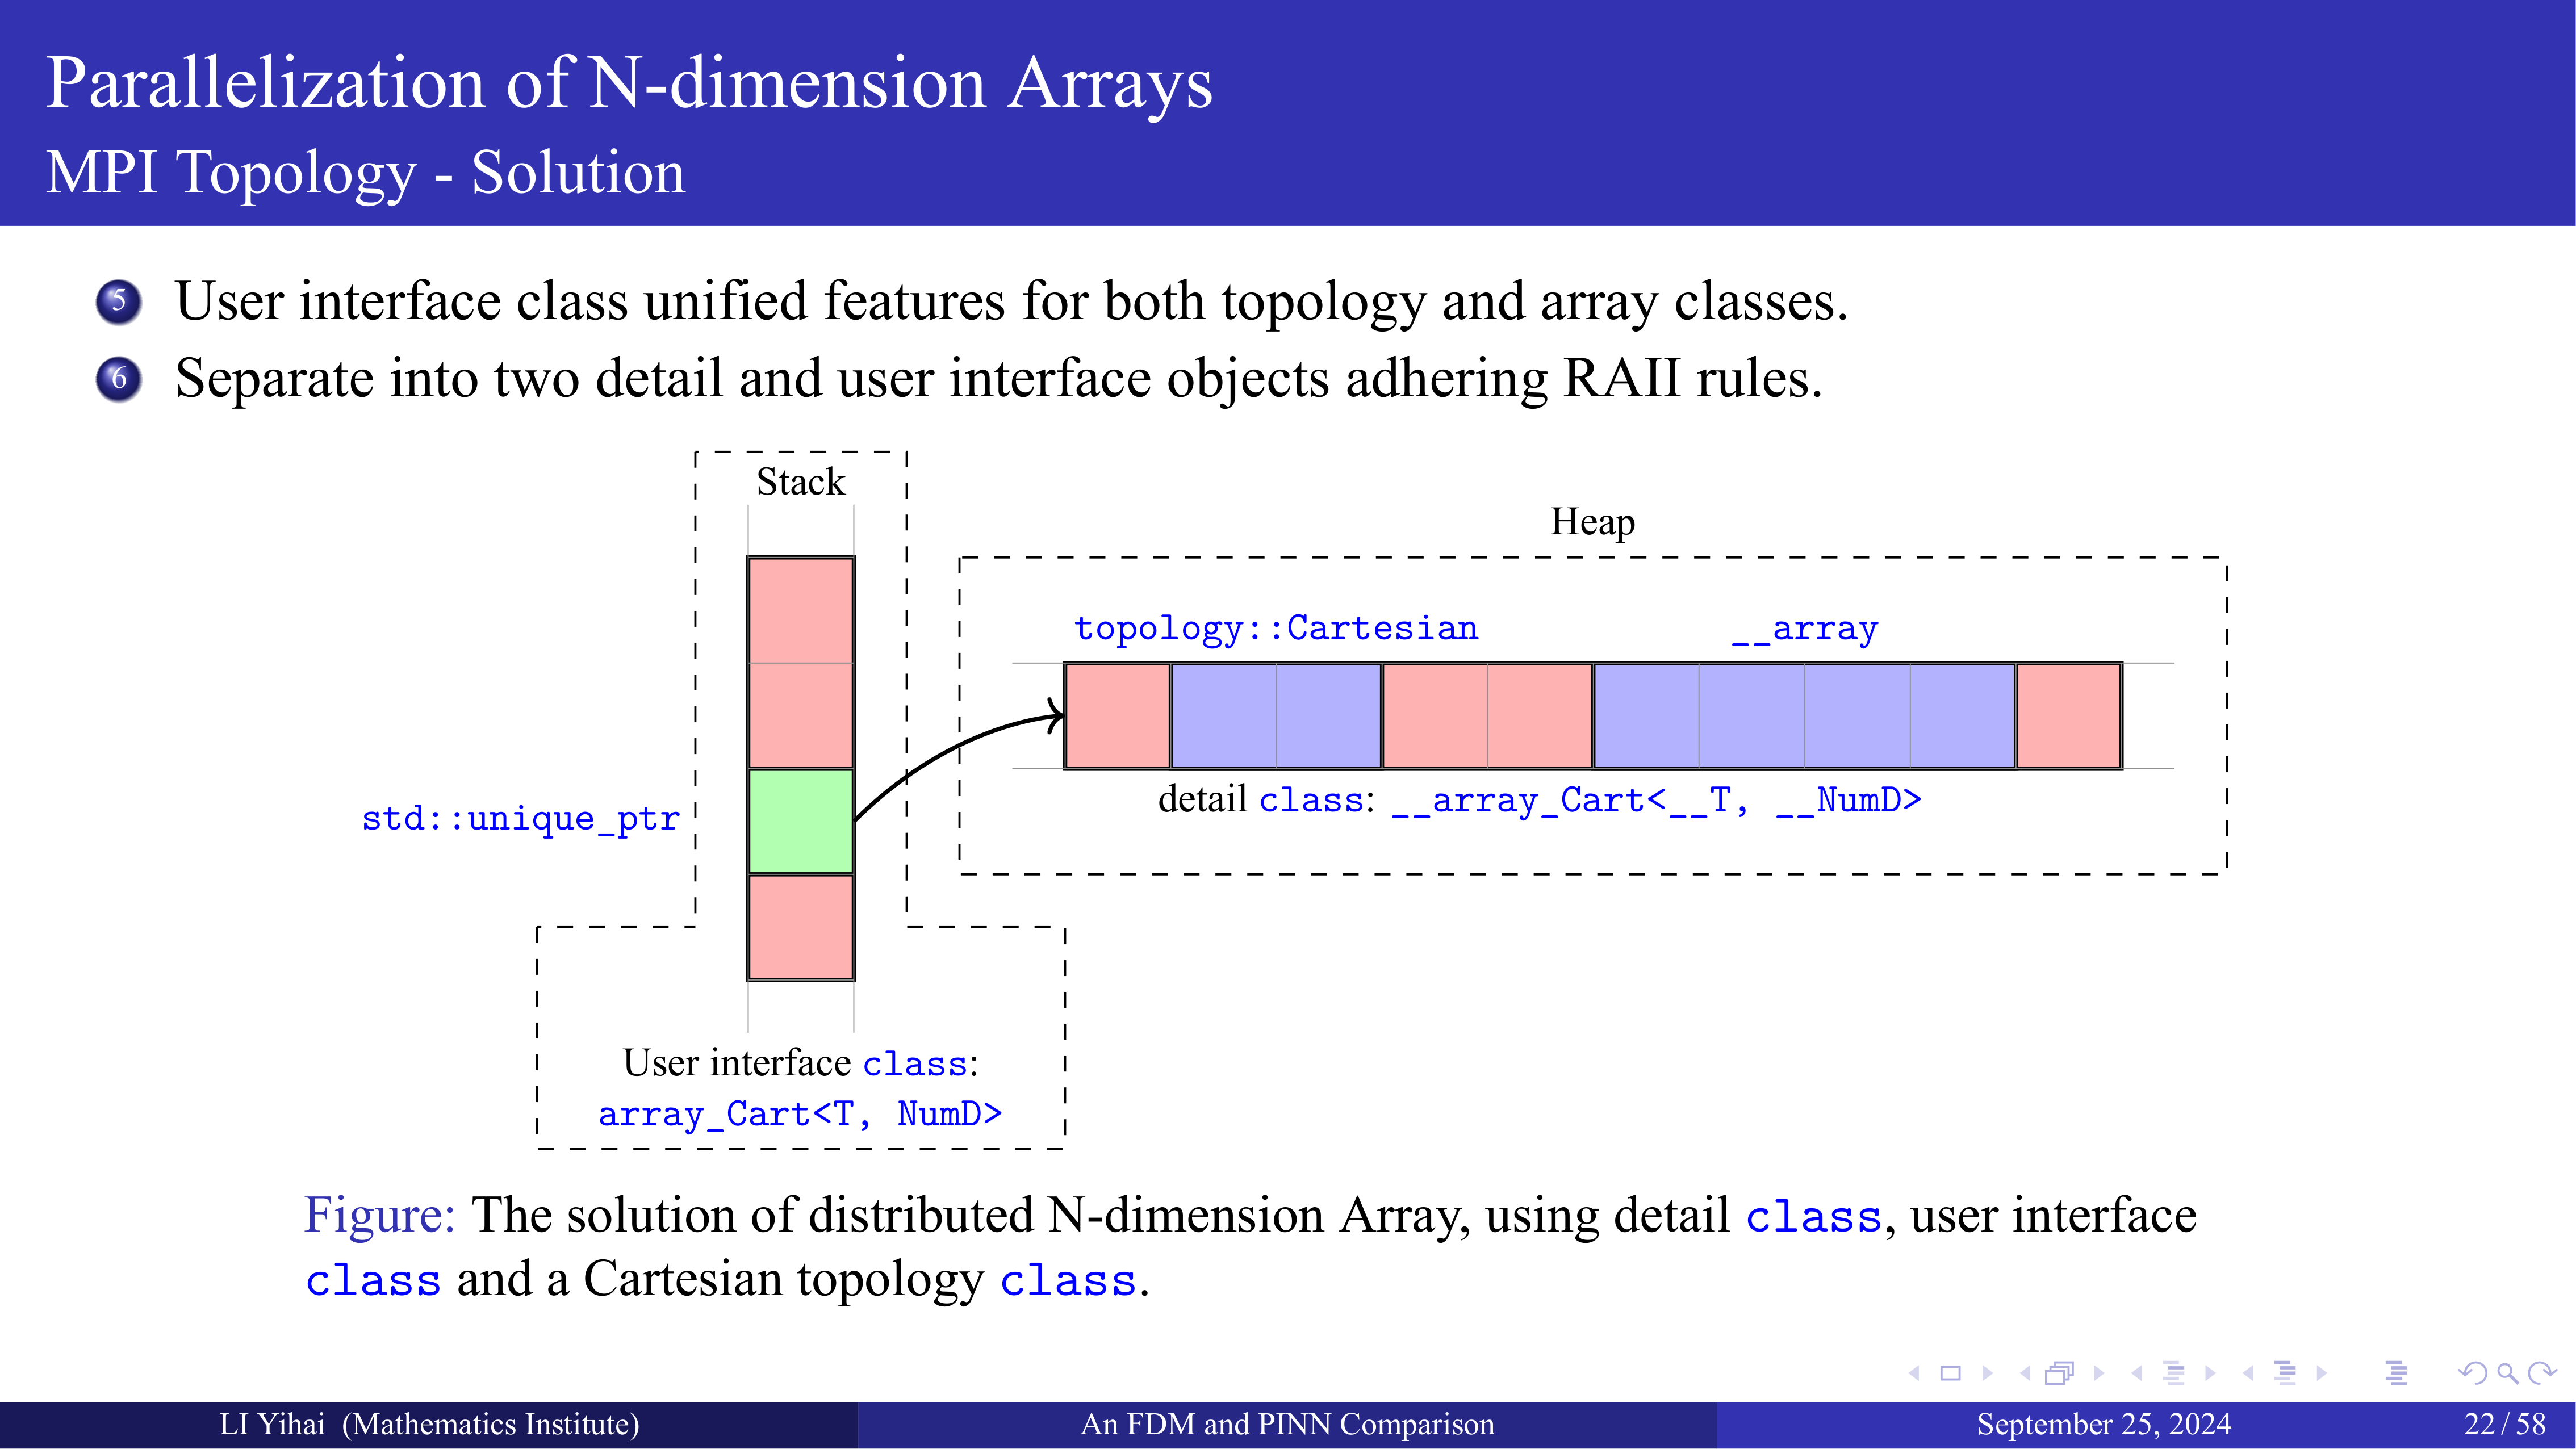 Parallelization of N-dimension Arrays
MPI Topology - Solution
5 User interface class unified features for both topology and array classes.
6 Separate into two detail and user interface objects adhering RAII rules.
Stack
Heap
topology::Cartesian
__array
std::unique_ptr
detail class: __array_Cart<__T, __NumD>
User interface class:
array_Cart<T, NumD>
Figure: The solution of distributed N-dimension Array, using detail class, user interface
class and a Cartesian topology class.
LI Yihai (Mathematics Institute)
An FDM and PINN Comparison
September 25, 2024
22 / 58